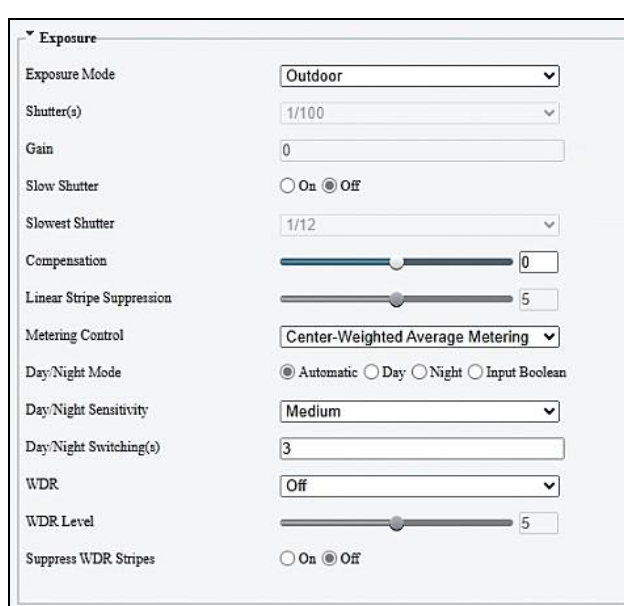 Exposure
Exposure Mode Outdoor
Shutter(s) 1/100
Gain 0
Slow Shutter On Off
Slowest Shutter 1/12
Compensation 0
Linear Stripe Suppression 5
Metering Control Center-Weighted Average Metering
Day/Night Mode Automatic Day Night Input Boolean
Day/Night Sensitivity Medium
Day/Night Switching(s) 3
WDR Off
WDR Level 5
Suppress WDR Stripes On Off